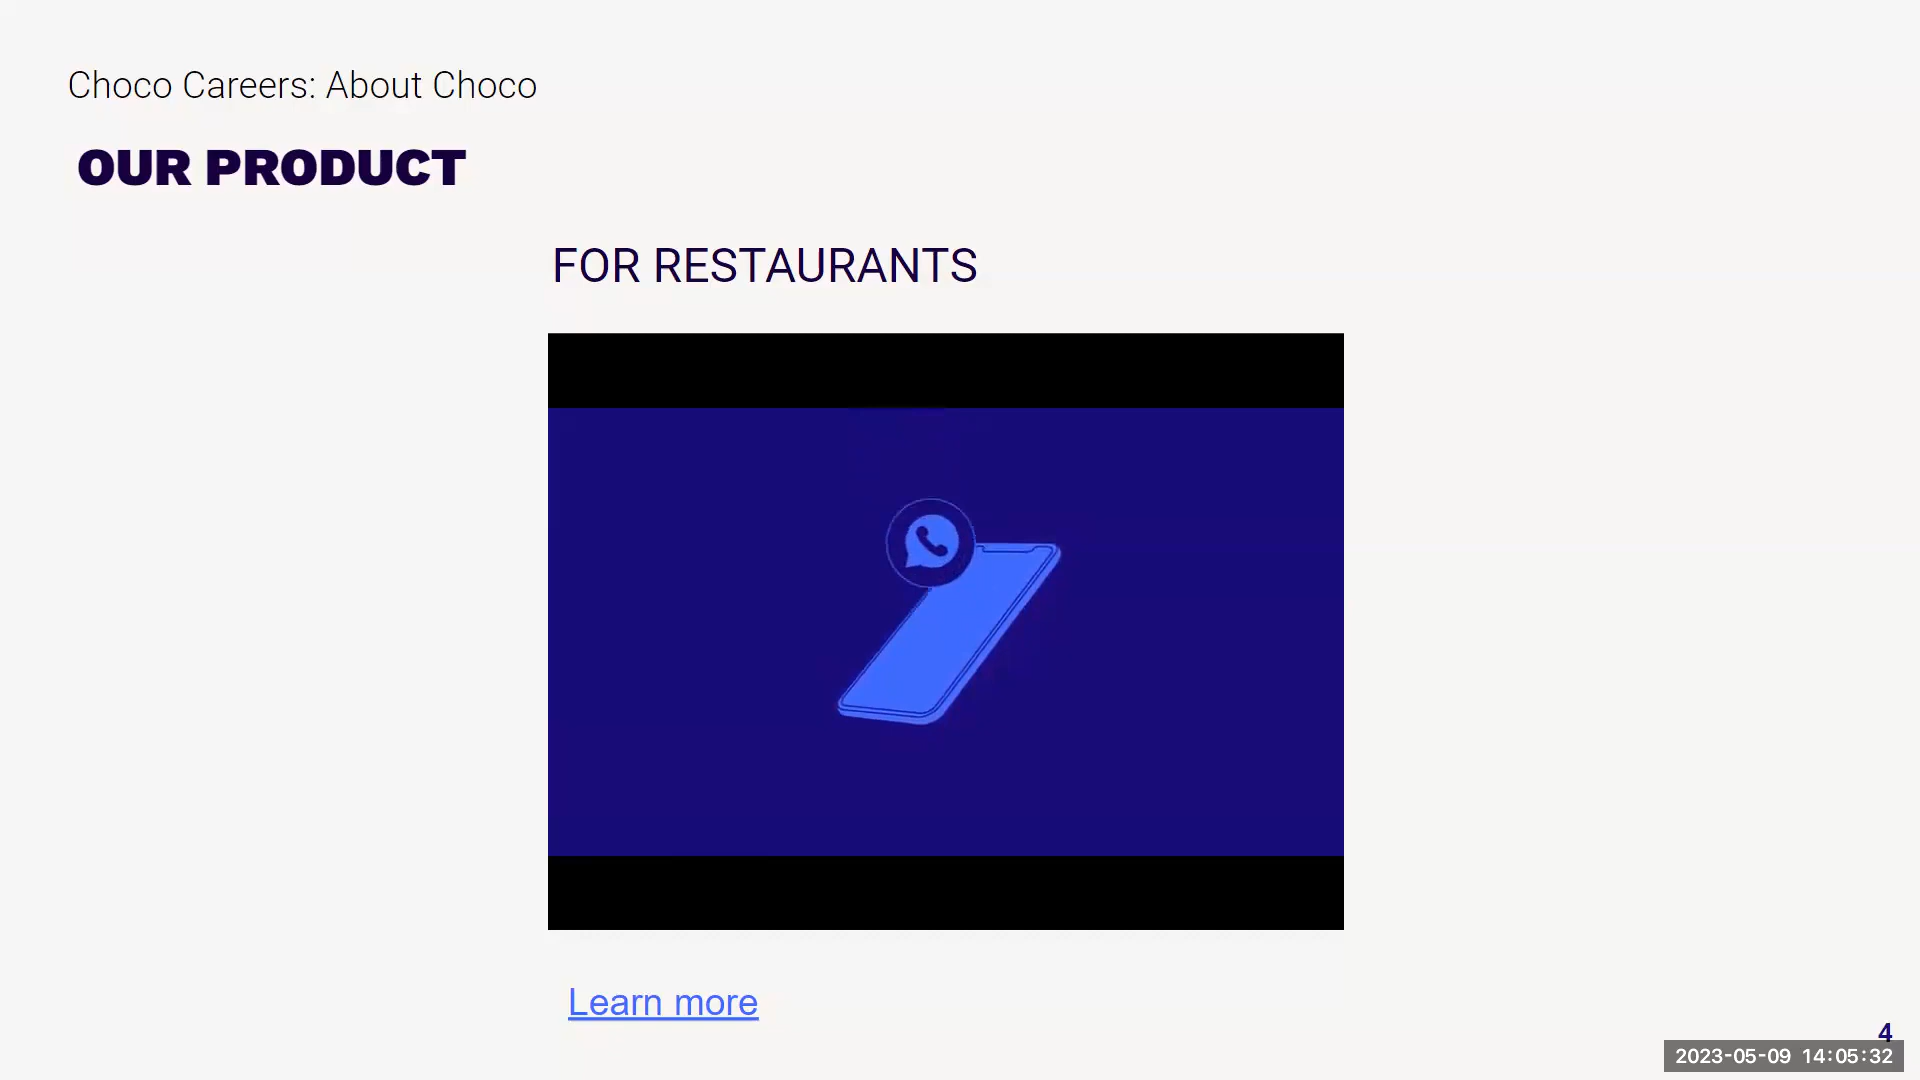 Choco Careers: About Choco
OUR PRODUCT
FOR RESTAURANTS
Learn more
4
2023-05-09 14:05:32